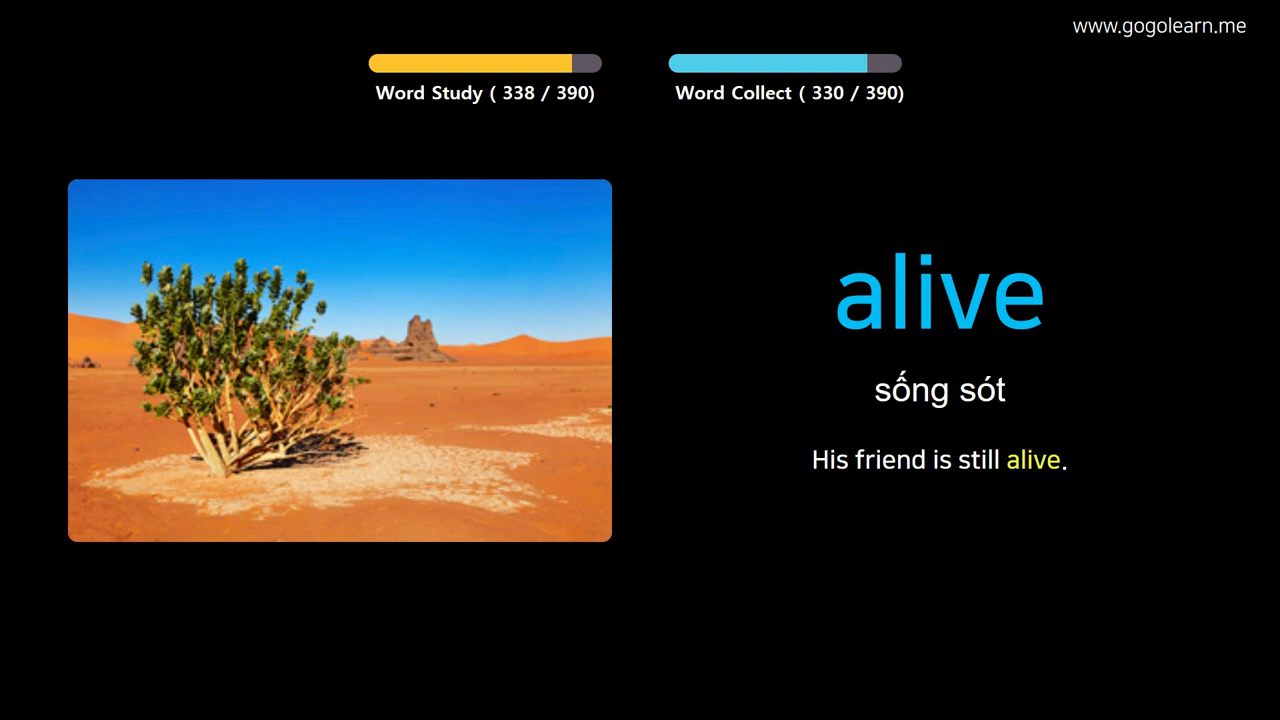 www.gogolearn.me
Word Study ( 338 / 390)
Word Collect ( 330 / 390)
alive
sống sót
His friend is still alive.